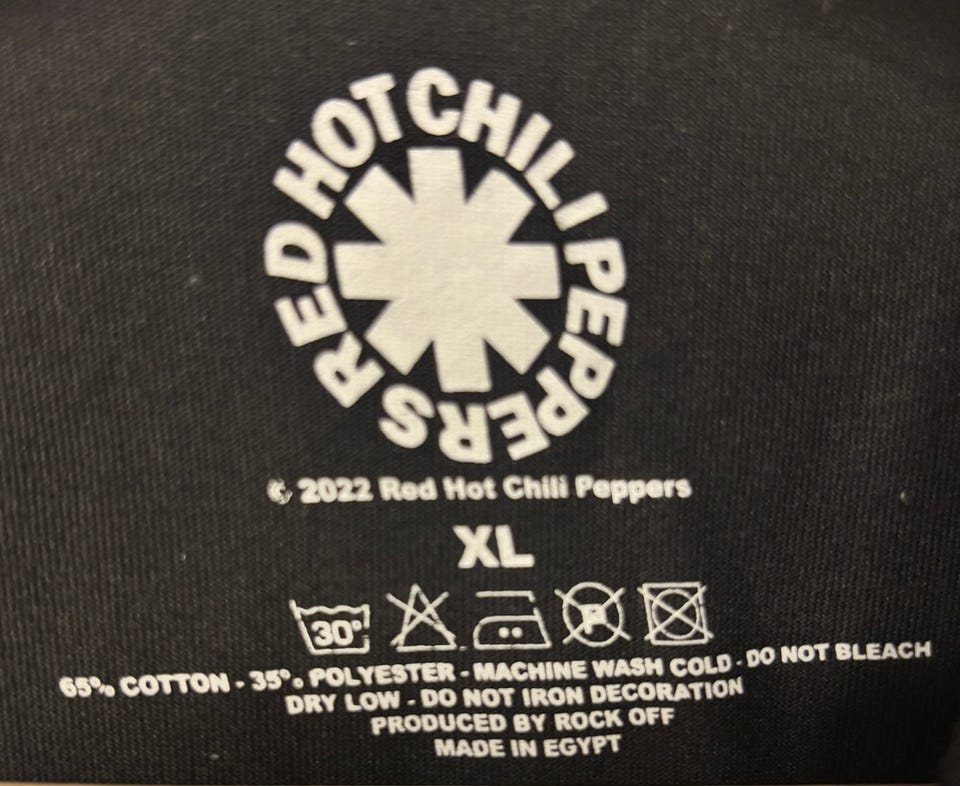 RED HOT CHILI PEPPERS
© 2022 Red Hot Chili Peppers
XL
30° P
65% COTTON - 35% POLYESTER - MACHINE WASH COLD - DO NOT BLEACH
DRY LOW - DO NOT IRON DECORATION
PRODUCED BY ROCK OFF
MADE IN EGYPT